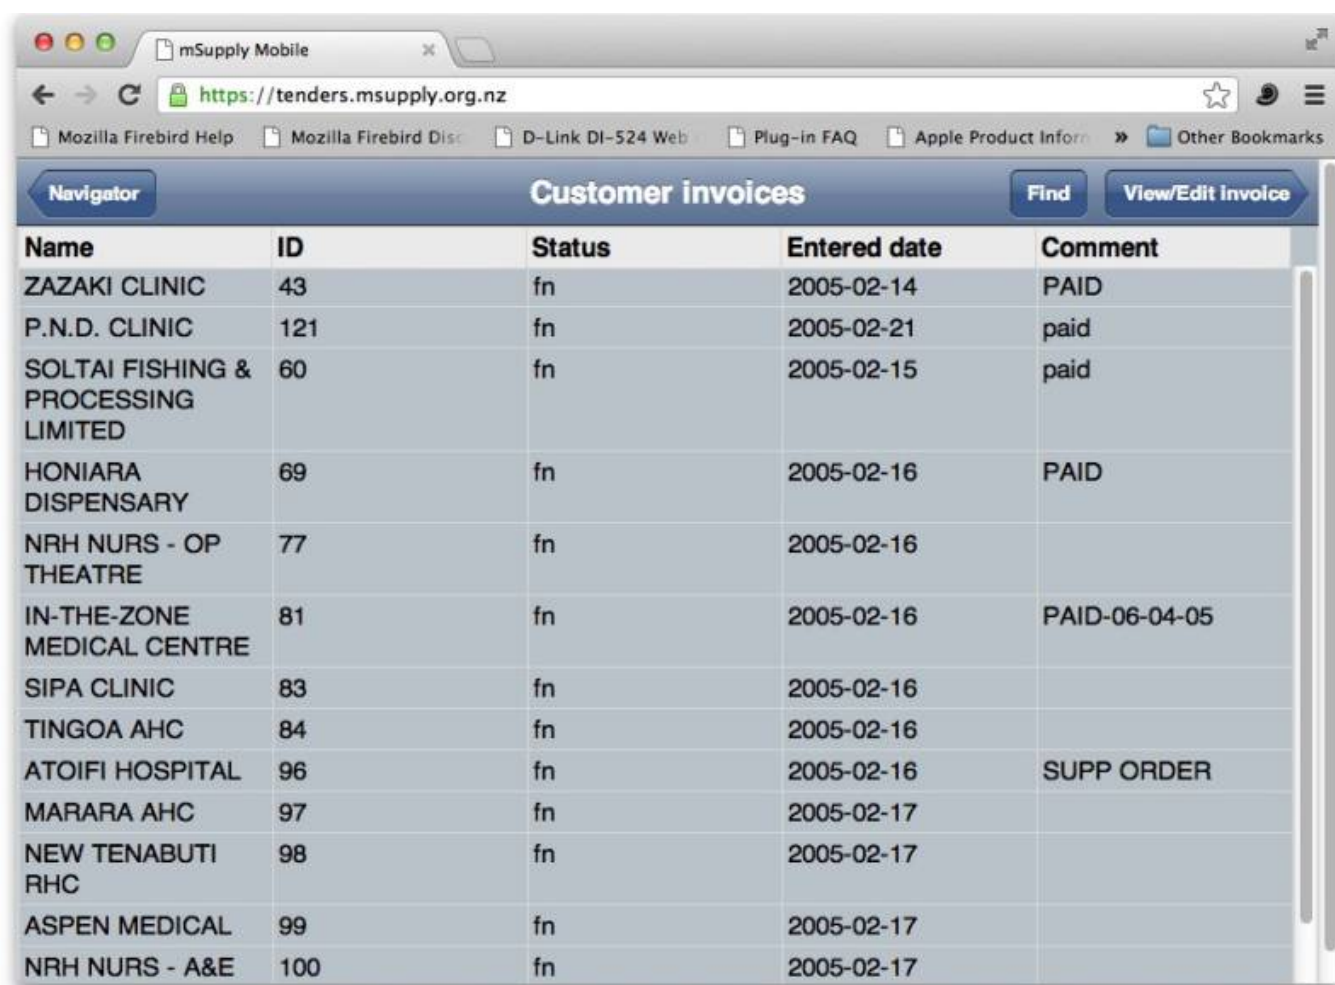 mSupply Mobile
https://tenders.msupply.org.nz
Mozilla Firebird Help Mozilla Firebird Disc D-Link DI-524 Web Plug-in FAQ Apple Product Inform » Other Bookmarks
Navigator Customer invoices Find View/Edit invoice
Name ID Status Entered date Comment
ZAZAKI CLINIC 43 fn 2005-02-14 PAID
P.N.D. CLINIC 121 fn 2005-02-21 paid
SOLTAI FISHING & 60 fn 2005-02-15 paid
PROCESSING
LIMITED
HONIARA 69 fn 2005-02-16 PAID
DISPENSARY
NRH NURS - OP 77 fn 2005-02-16
THEATRE
IN-THE-ZONE 81 fn 2005-02-16 PAID-06-04-05
MEDICAL CENTRE
SIPA CLINIC 83 fn 2005-02-16
TINGOA AHC 84 fn 2005-02-16
ATOIFI HOSPITAL 96 fn 2005-02-16 SUPP ORDER
MARARA AHC 97 fn 2005-02-17
NEW TENABUTI 98 fn 2005-02-17
RHC
ASPEN MEDICAL 99 fn 2005-02-17
NRH NURS - A&E 100 fn 2005-02-17